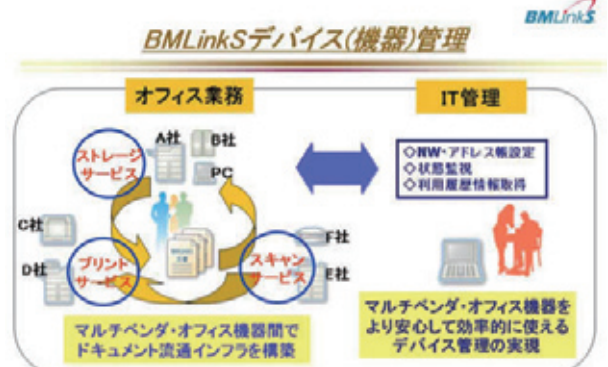 BMLinkS
BMLinkSデバイス(機器)管理
オフィス業務
IT管理
ストレージ
サービス
A社
B社
PC
◇NW・アドレス帳設定
◇状態監視
◇利用履歴情報取得
C社
D社
プリント
サービス
スキャン
サービス
F社
E社
マルチベンダ・オフィス機器間で
ドキュメント流通インフラを構築
マルチベンダ・オフィス機器を
より安心して効率的に使える
デバイス管理の実現